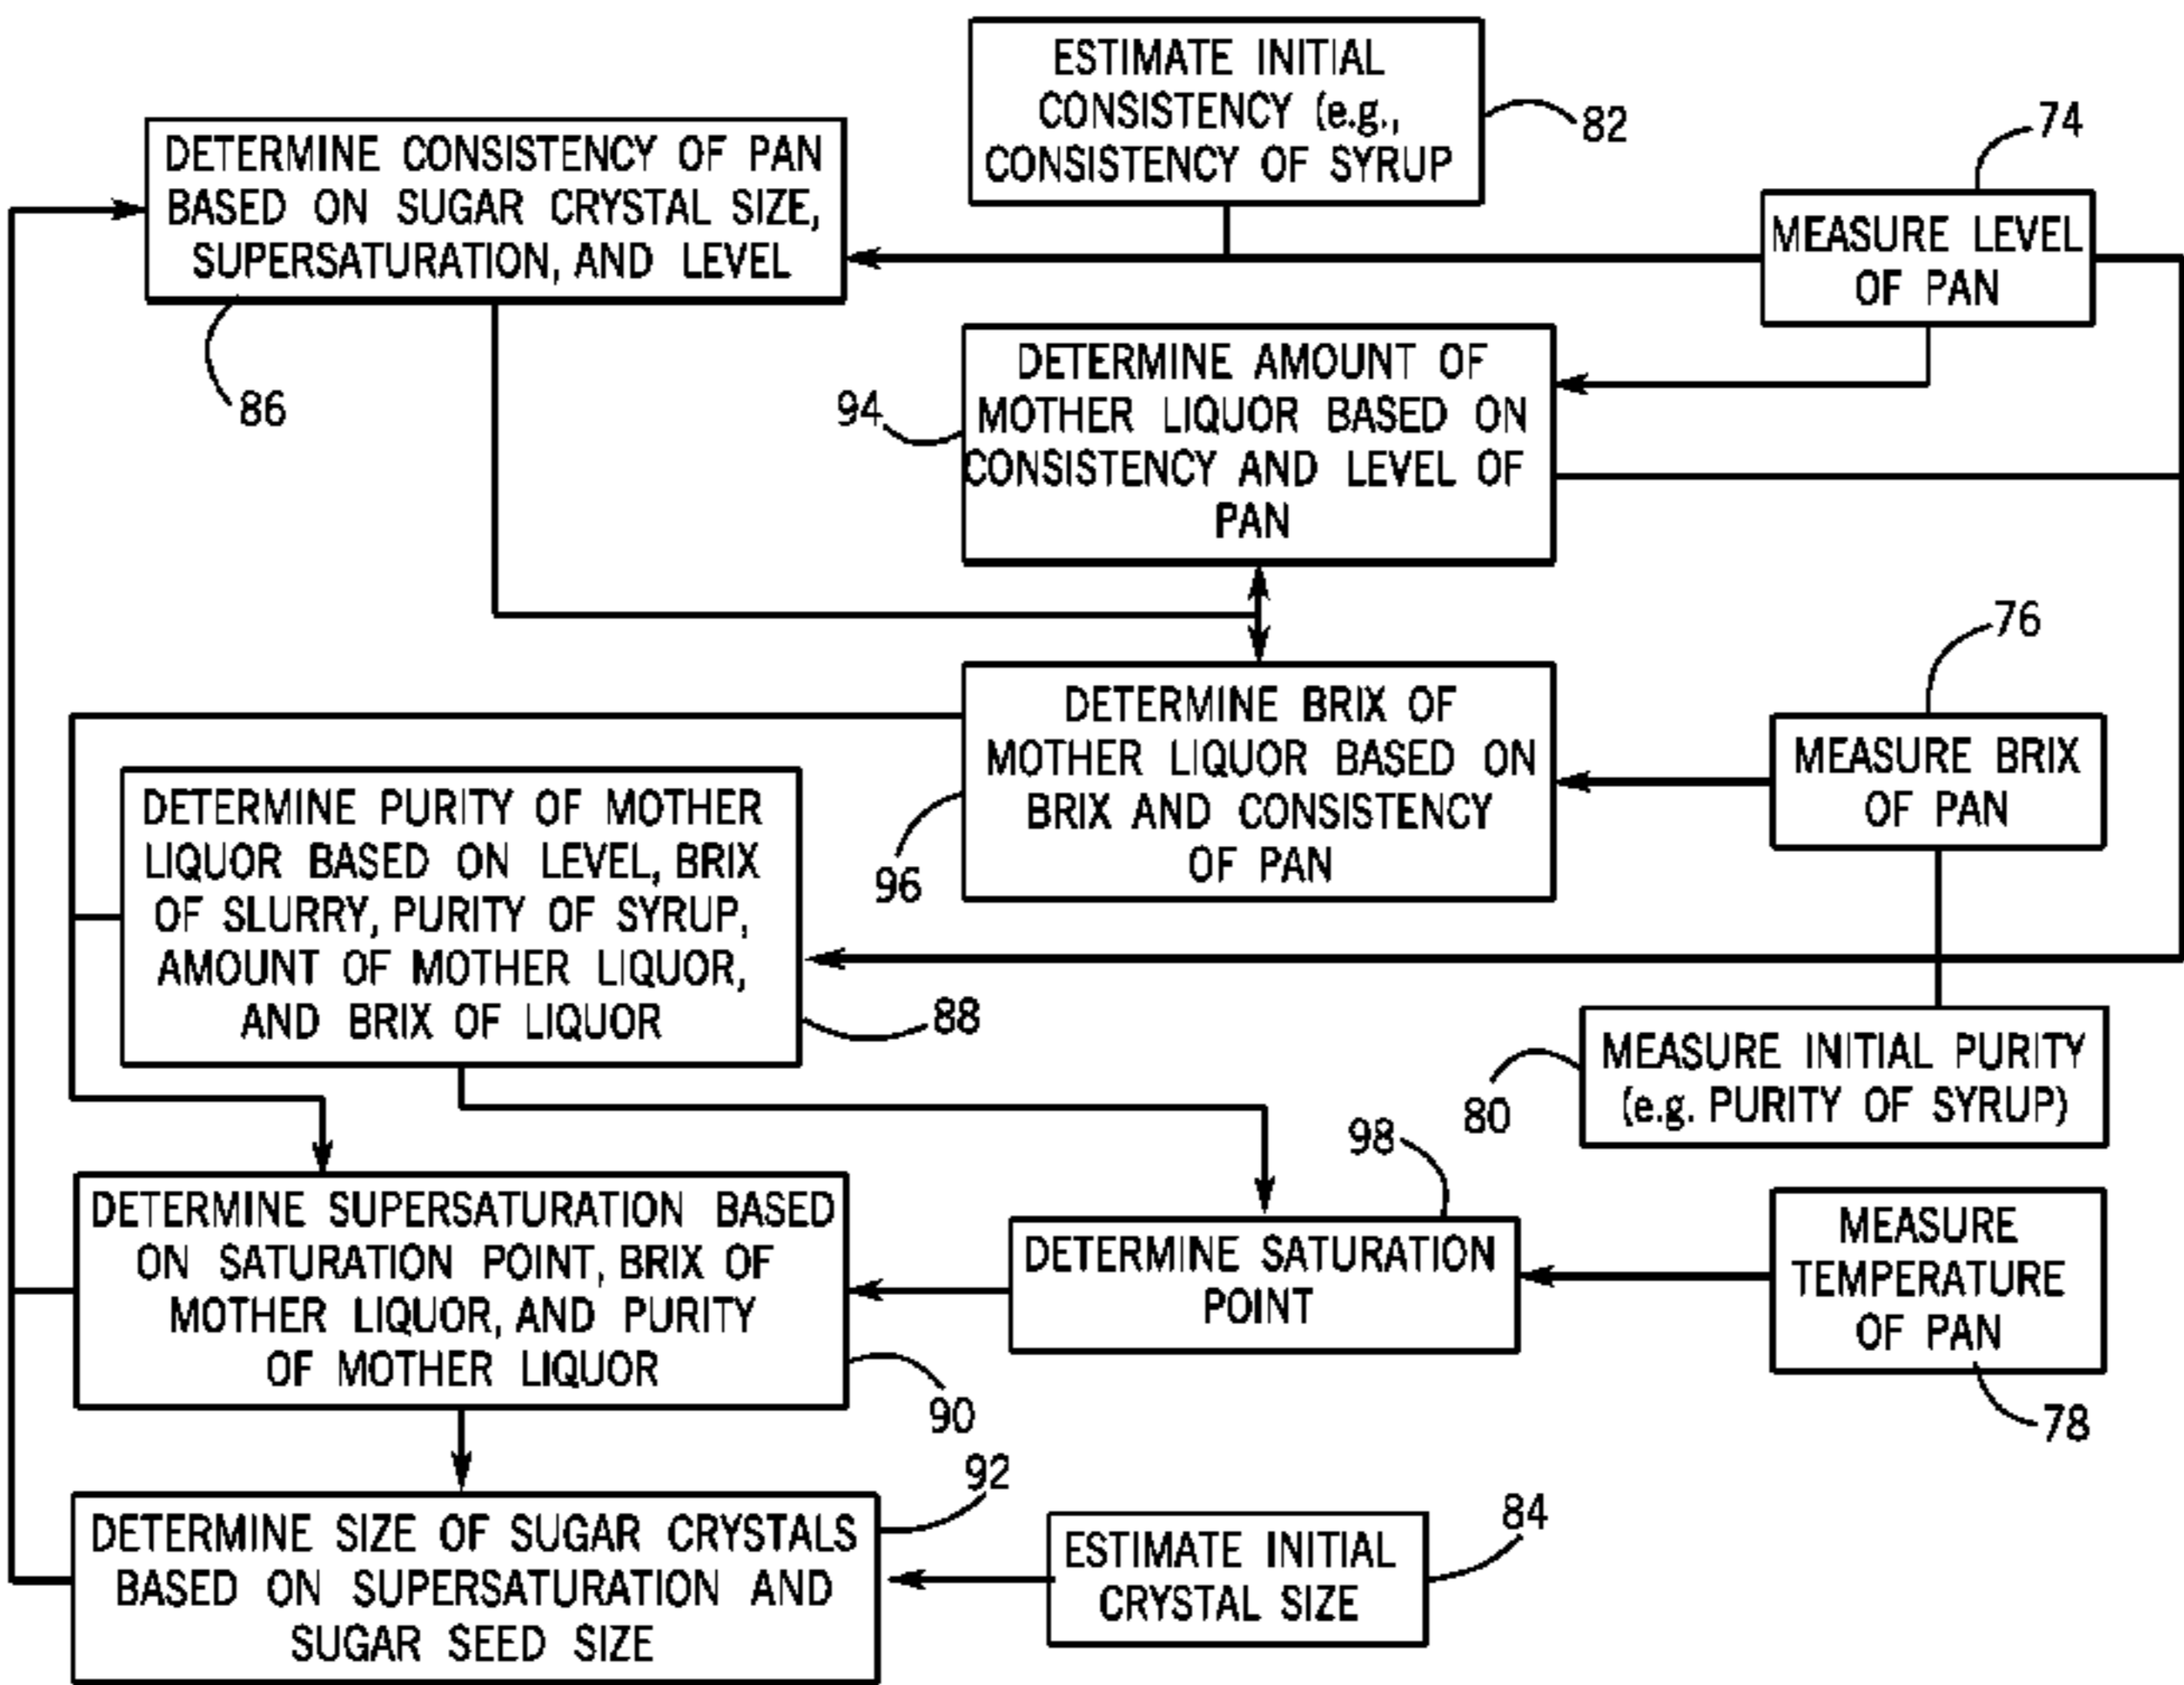 ESTIMATE INITIAL
CONSISTENCY (e.g.,
CONSISTENCY OF SYRUP
82
74
DETERMINE CONSISTENCY OF PAN
BASED ON SUGAR CRYSTAL SIZE,
SUPERSATURATION, AND LEVEL
86
MEASURE LEVEL
OF PAN
DETERMINE AMOUNT OF
MOTHER LIQUOR BASED ON
CONSISTENCY AND LEVEL OF
PAN
94
76
DETERMINE BRIX OF
MOTHER LIQUOR BASED ON
BRIX AND CONSISTENCY
OF PAN
96
MEASURE BRIX
OF PAN
DETERMINE PURITY OF MOTHER
LIQUOR BASED ON LEVEL, BRIX
OF SLURRY, PURITY OF SYRUP,
AMOUNT OF MOTHER LIQUOR,
AND BRIX OF LIQUOR
88
MEASURE INITIAL PURITY
(e.g. PURITY OF SYRUP)
80
98
DETERMINE SUPERSATURATION BASED
ON SATURATION POINT, BRIX OF
MOTHER LIQUOR, AND PURITY
OF MOTHER LIQUOR
90
DETERMINE SATURATION
POINT
MEASURE
TEMPERATURE
OF PAN
78
92
DETERMINE SIZE OF SUGAR CRYSTALS
BASED ON SUPERSATURATION AND
SUGAR SEED SIZE
ESTIMATE INITIAL
CRYSTAL SIZE
84